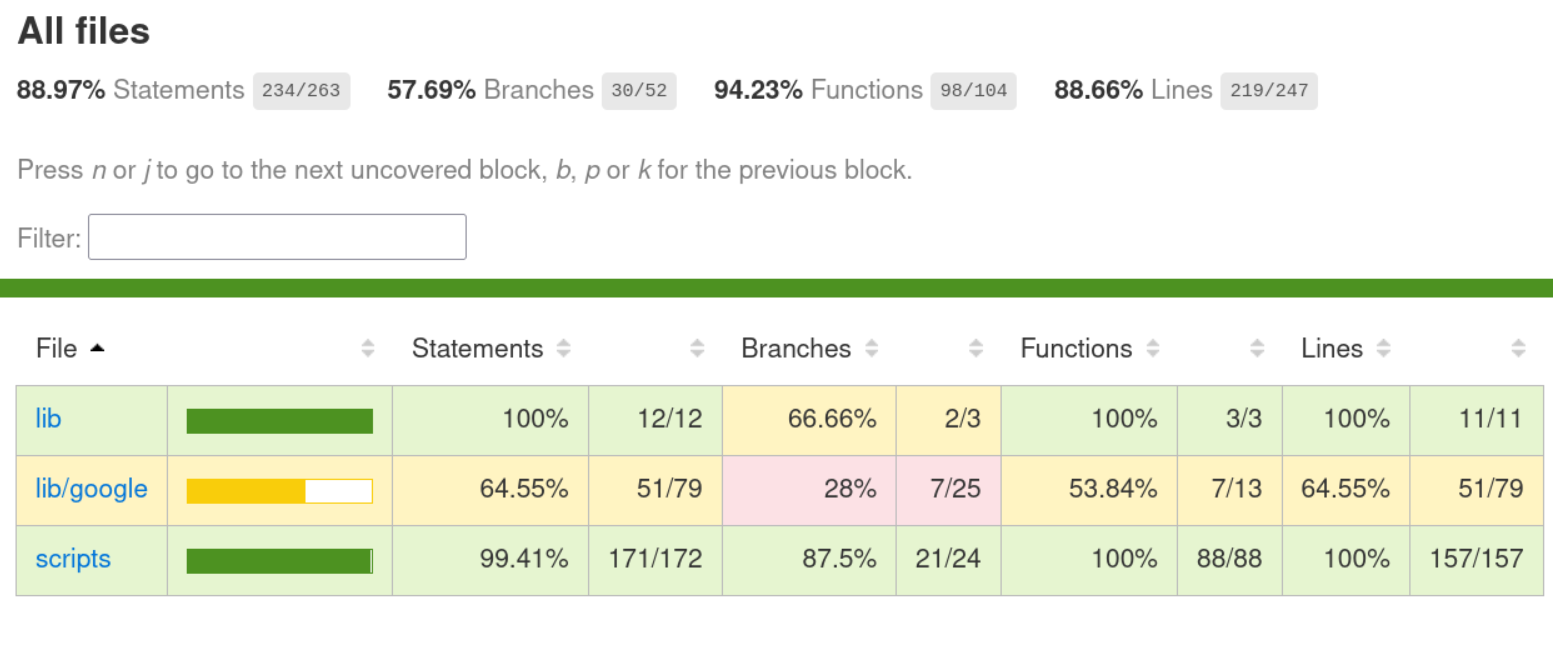 All files
88.97% Statements 234/263 57.69% Branches 30/52 94.23% Functions 98/104 88.66% Lines 219/247
Press n or j to go to the next uncovered block, b, p or k for the previous block.
Filter:
File Statements Branches Functions Lines
lib 100% 12/12 66.66% 2/3 100% 3/3 100% 11/11
lib/google 64.55% 51/79 28% 7/25 53.84% 7/13 64.55% 51/79
scripts 99.41% 171/172 87.5% 21/24 100% 88/88 100% 157/157